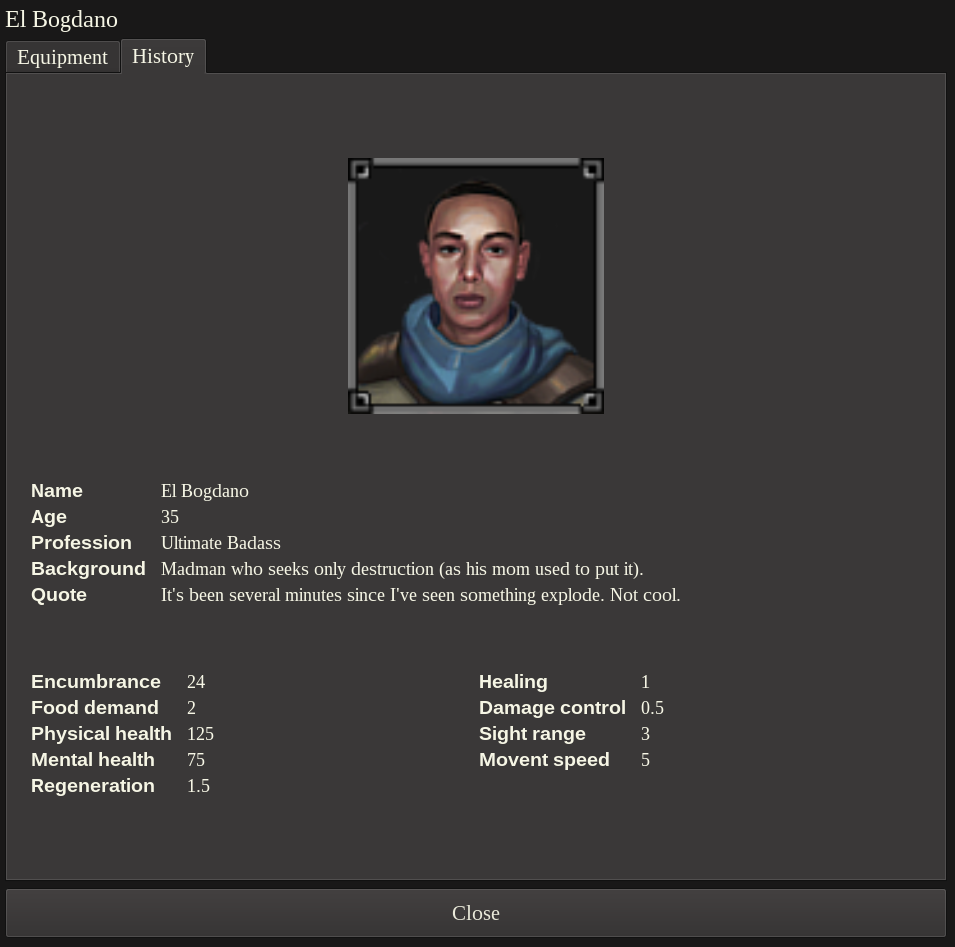 El Bogdano
Equipment History
Name El Bogdano
Age 35
Profession Ultimate Badass
Background Madman who seeks only destruction (as his mom used to put it).
Quote It's been several minutes since I've seen something explode. Not cool.
Encumbrance 24
Food demand 2
Physical health 125
Mental health 75
Regeneration 1.5
Healing 1
Damage control 0.5
Sight range 3
Movent speed 5
Close